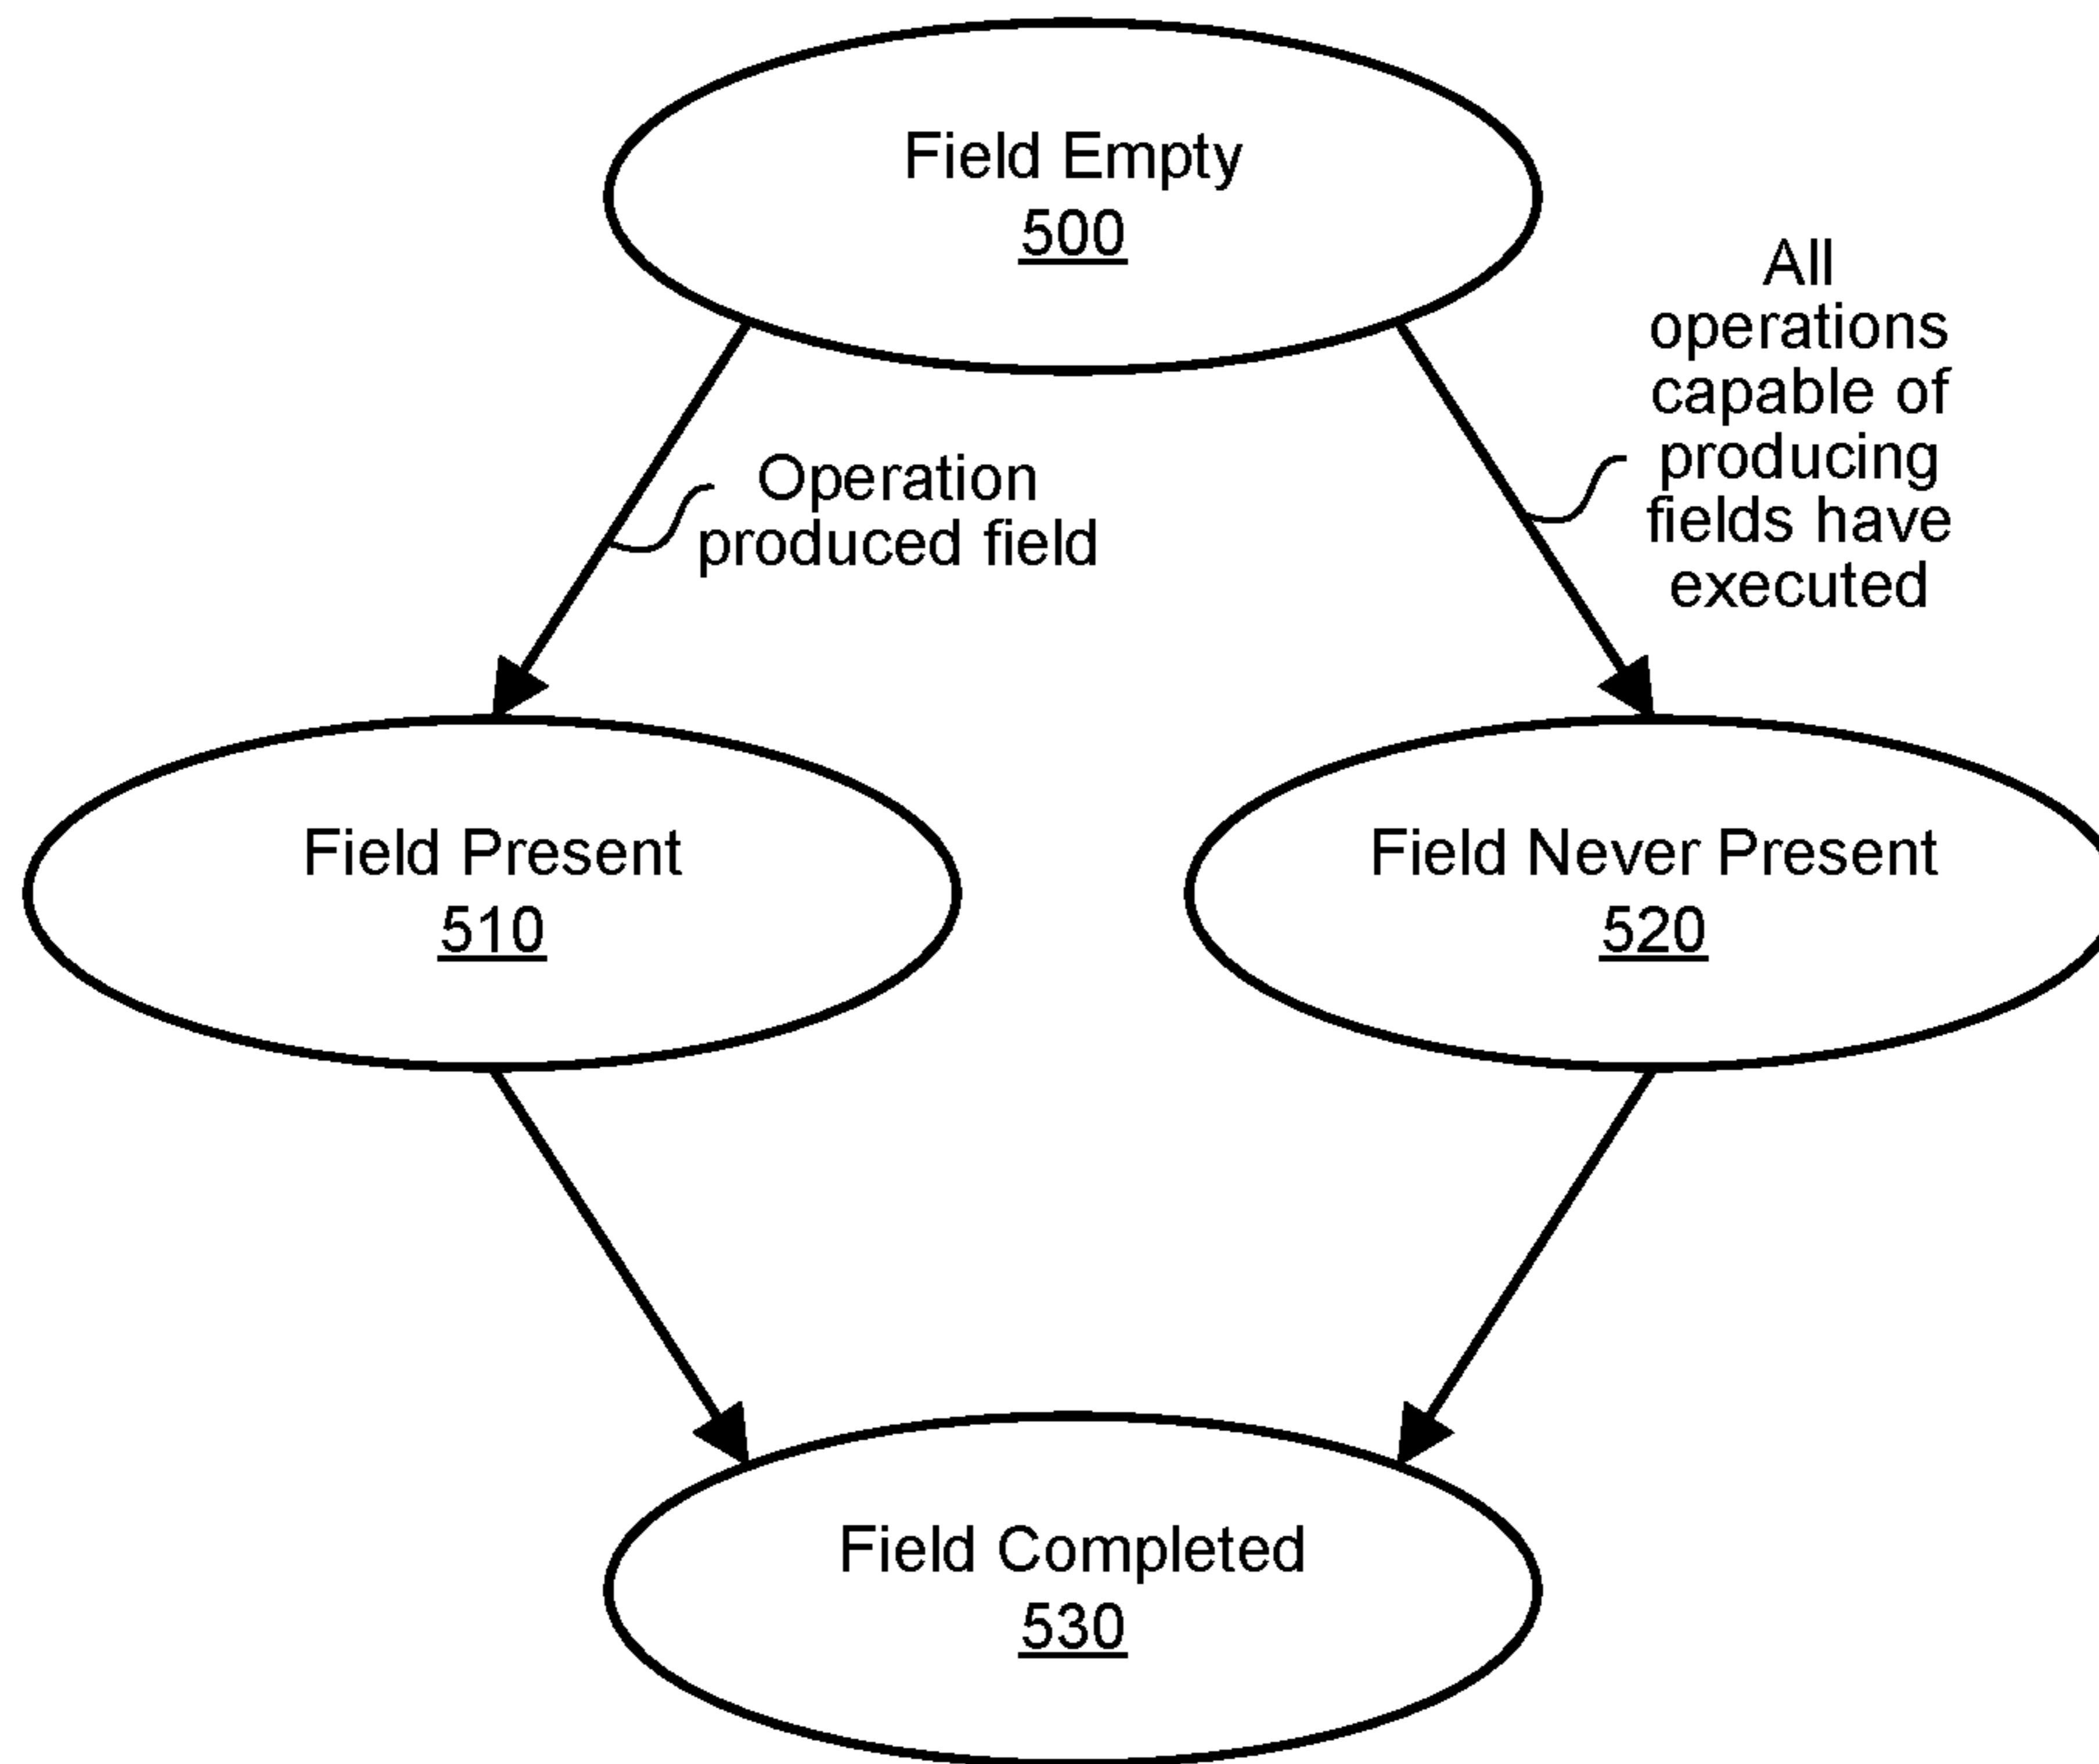 Field Empty
500
All
operations
capable of
producing
fields have
executed
Operation
produced field
Field Present
510
Field Never Present
520
Field Completed
530